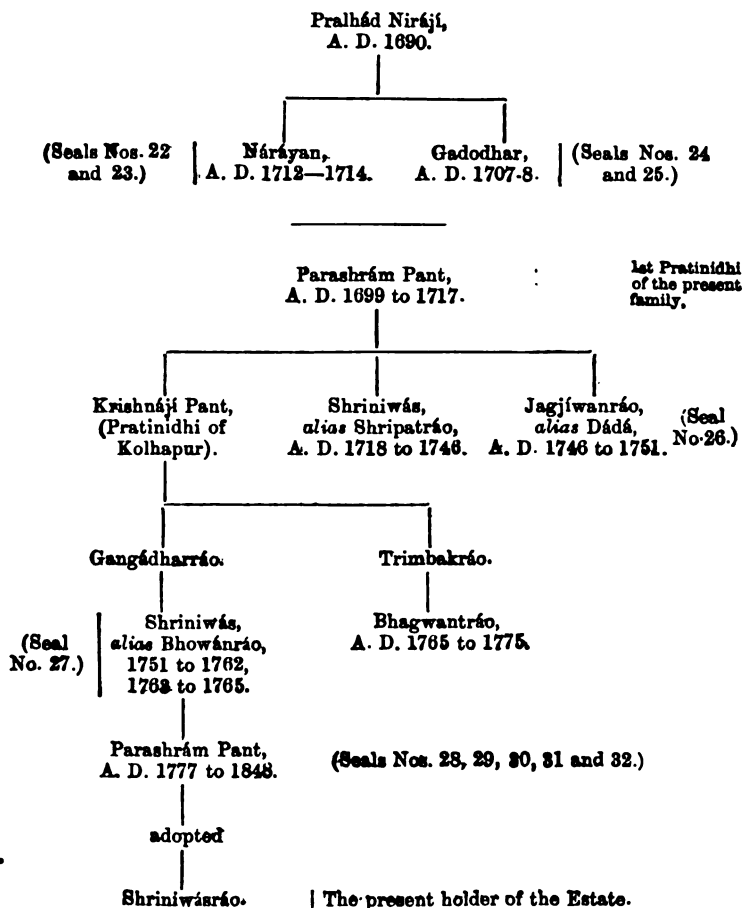 Pralhád Nirájí,
A. D. 1690.
(Seals Nos. 22 and 23.)
Náráyan,
A. D. 1712—1714.
Gadodhar,
A. D. 1707-8.
(Seals Nos. 24 and 25.)
Parashrám Pant,
A. D. 1699 to 1717.
1st Pratinidhi
of the present
family.
Krishnájí Pant,
(Pratinidhi of
Kolhapur).
Shriniwás,
alias Shripatráo,
A. D. 1718 to 1746.
Jagjíwanráo,
alias Dádá,
A. D. 1746 to 1751.
(Seal
No. 26.)
Gangádharráo.
Trimbakráo.
(Seal
No. 27.)
Shriniwás,
alias Bhowánráo,
1751 to 1762,
1763 to 1765.
Bhagwantráo,
A. D. 1765 to 1775.
Parashrám Pant,
A. D. 1777 to 1848.
(Seals Nos. 28, 29, 30, 31 and 32.)
adopted
Shriniwásráo.
The present holder of the Estate.